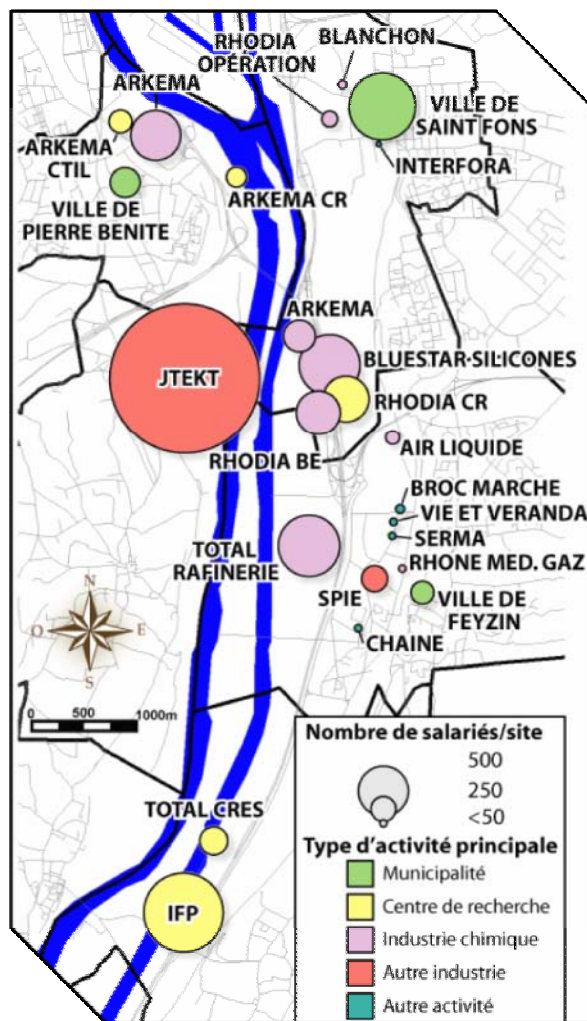 BLANCHON
RHODIA
OPERATION
ARKEMA
VILLE DE
SAINT FONS
ARKEMA
CTIL
INTERFORA
ARKEMA CR
VILLE DE
PIERRE BENITE
ARKEMA
JTEKT
BLUESTAR SILICONES
RHODIA CR
RHODIA BE
AIR LIQUIDE
BROC MARCHE
VIE ET VERANDA
SERMA
TOTAL
RAFINERIE
RHONE MED. GAZ
SPIE
VILLE DE
FEYZIN
CHAINE
N
O
E
S
0 500 1000m
TOTAL CRES
IFP
Nombre de salariés/site
500
250
<50
Type d'activité principale
Municipalité
Centre de recherche
Industrie chimique
Autre industrie
Autre activité